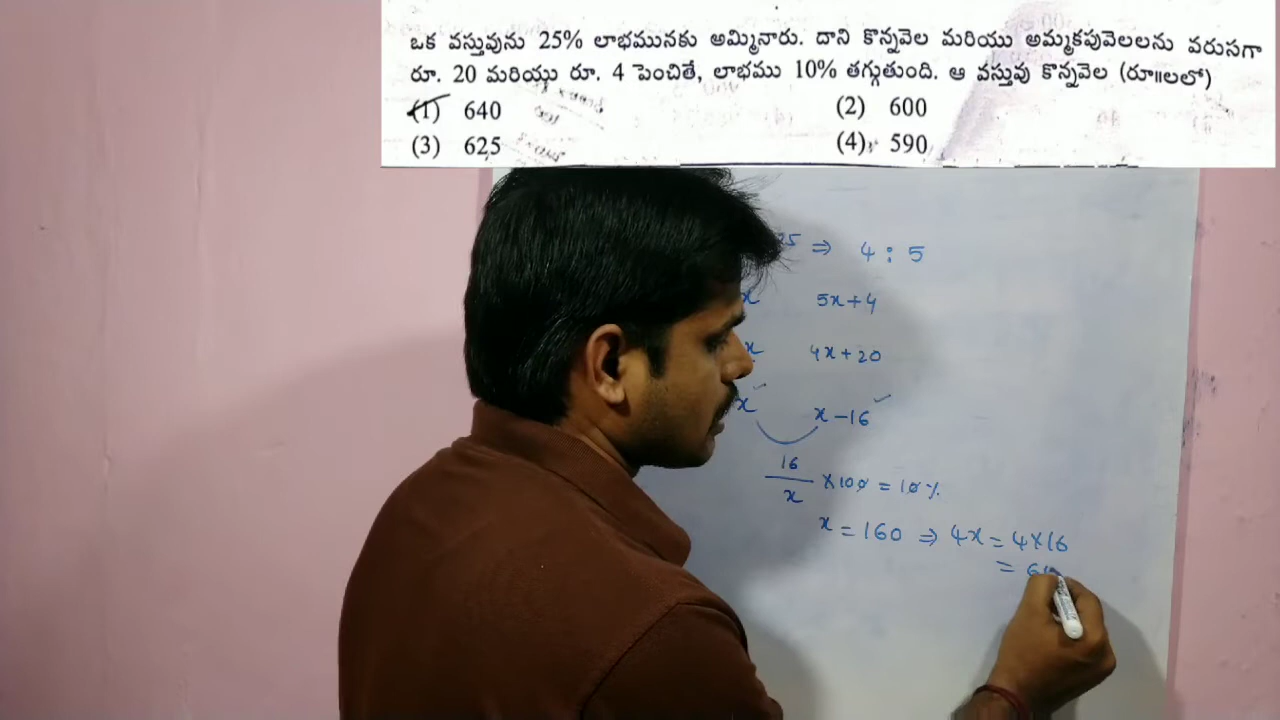 ఒక వస్తువును 25% లాభమునకు అమ్మినారు. దాని కొన్నవెల మరియు అమ్మకపువెలలను వరుసగా
రూ. 20 మరియు రూ. 4 పెంచితే, లాభము 10% తగ్గుతుంది. ఆ వస్తువు కొన్నవెల (రూ॥లలో)
(1) 640 (2) 600
(3) 625 (4) 590
25 ⇒ 4 : 5
x 5x+4
x 4x+20
x x-16
16/x ×100 = 10%
x = 160 ⇒ 4x = 4×16
= 64